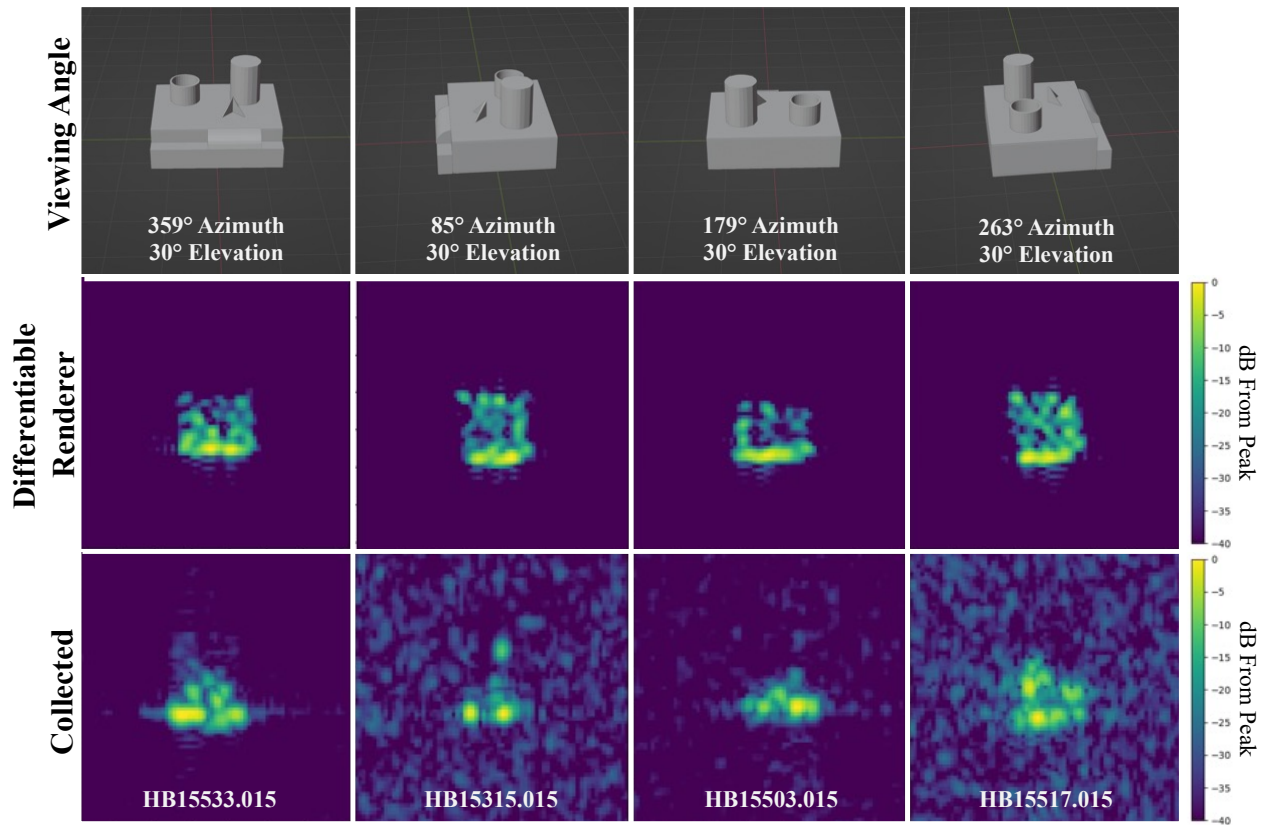 Viewing Angle
359° Azimuth
30° Elevation
85° Azimuth
30° Elevation
179° Azimuth
30° Elevation
263° Azimuth
30° Elevation
Differentiable
Renderer
0
−5
−10
−15
−20
−25
−30
−35
−40
dB From Peak
Collected
HB15533.015
HB15315.015
HB15503.015
HB15517.015
0
−5
−10
−15
−20
−25
−30
−35
−40
dB From Peak